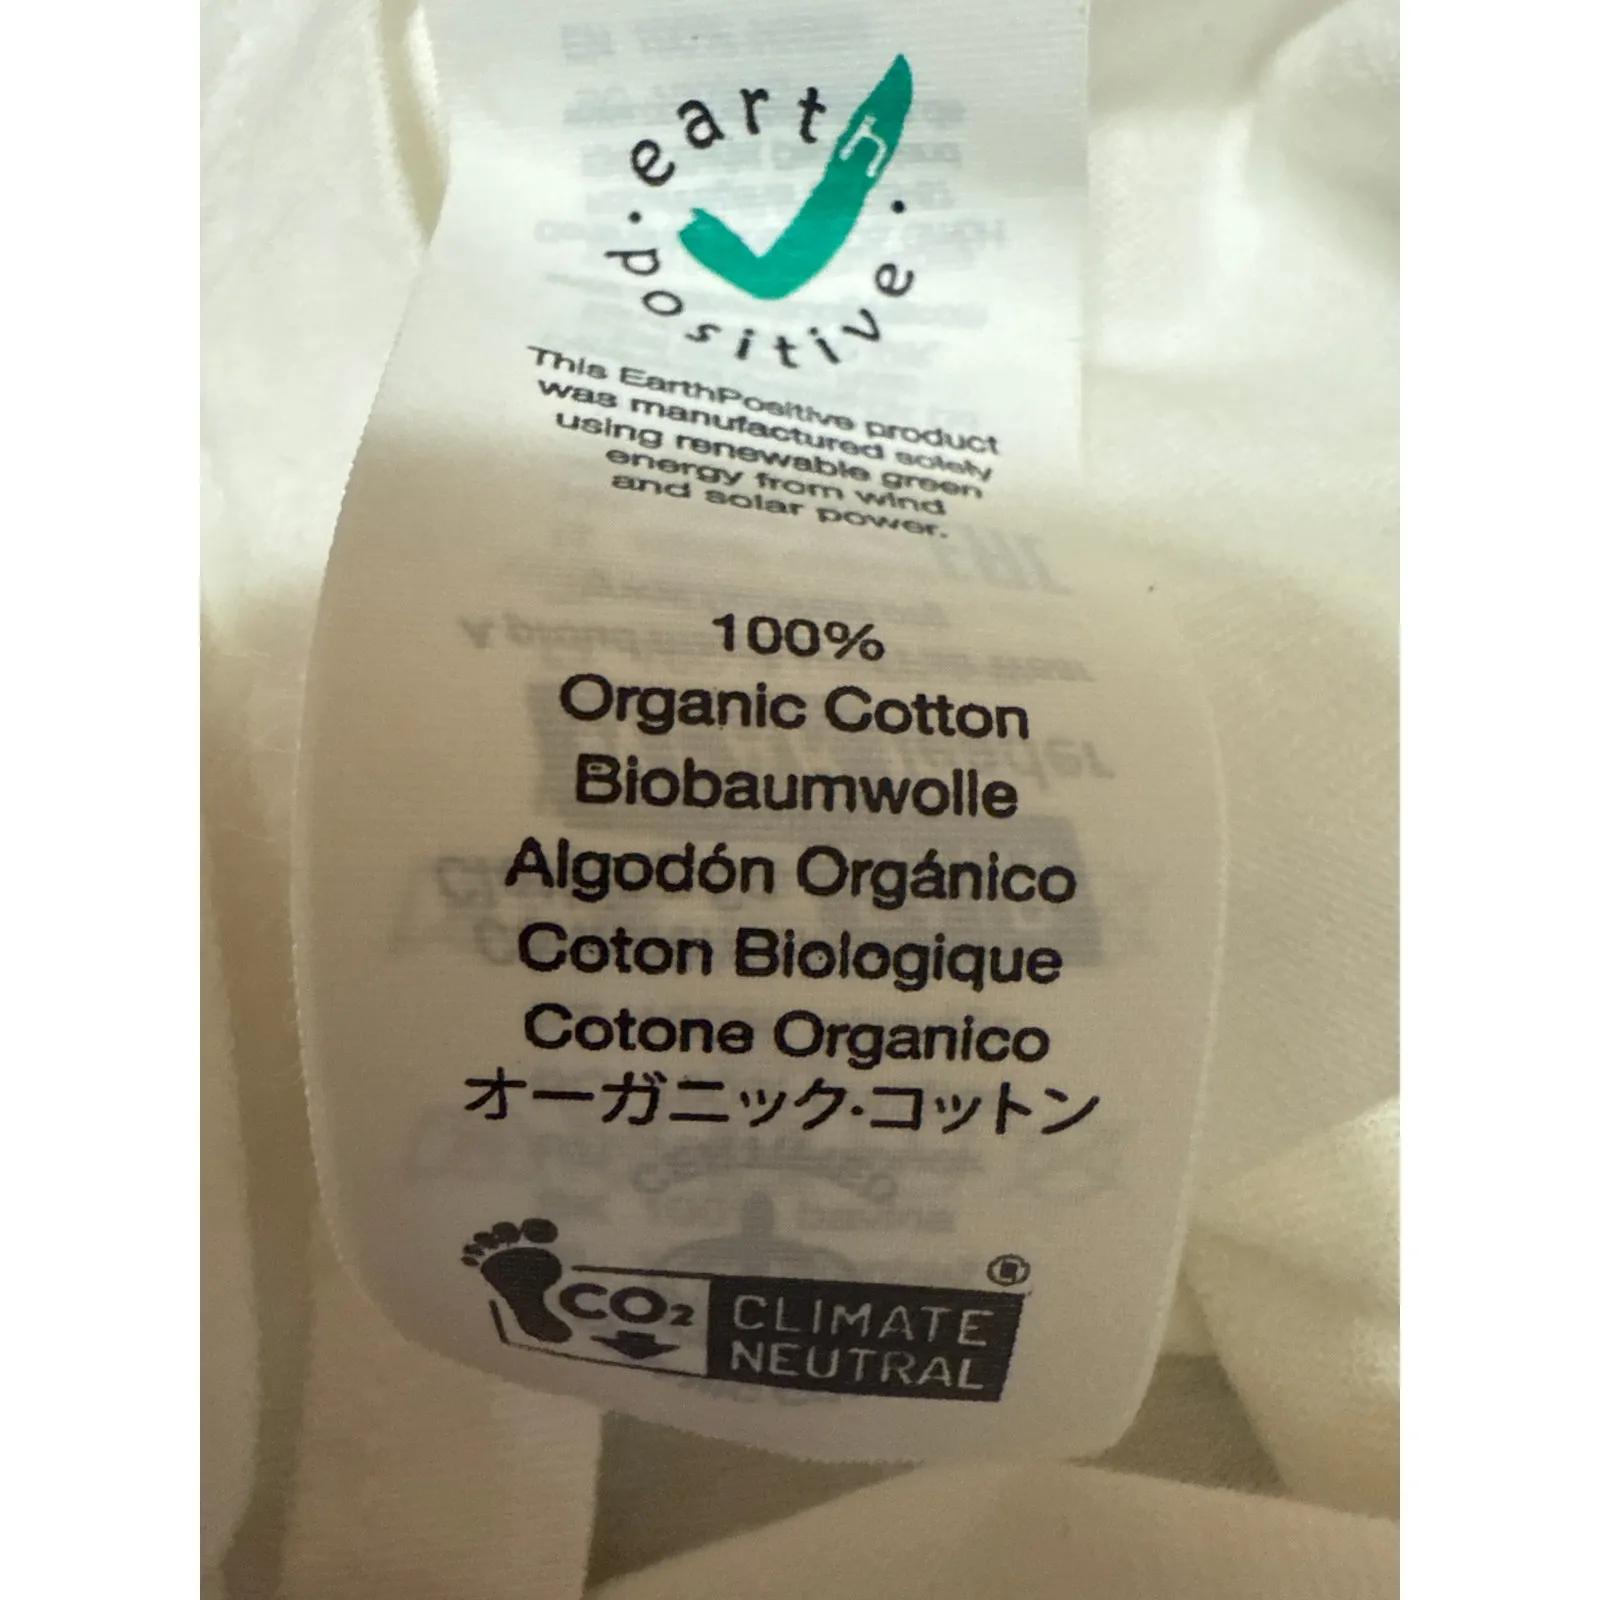 earth
positive
This EarthPositive product
was manufactured solely
using renewable green
energy from wind
and solar power.
100%
Organic Cotton
Biobaumwolle
Algodón Orgánico
Coton Biologique
Cotone Organico
オーガニック・コットン
CO₂ CLIMATE
NEUTRAL